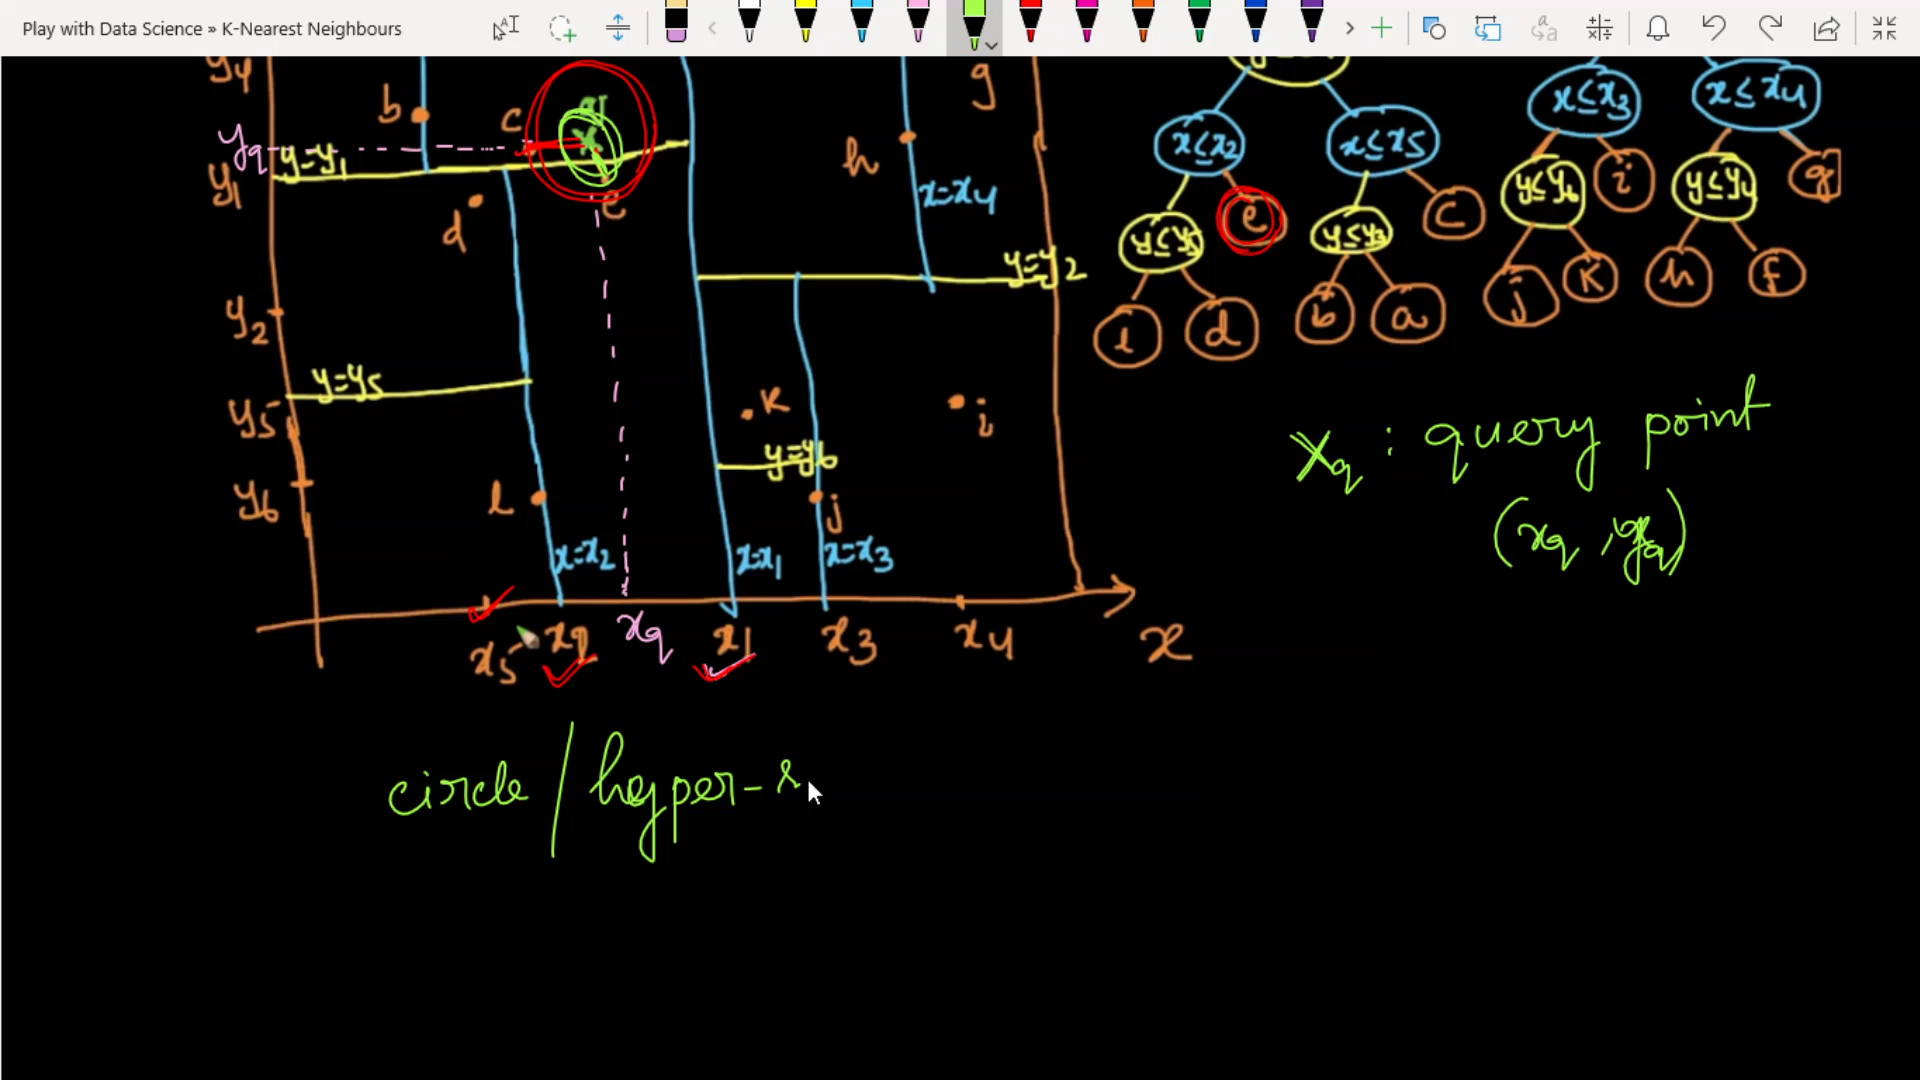 Play with Data Science » K-Nearest Neighbours
y4
b
c
g
x≤x3
x≤x4
yq
y=y1
y1
h
x≤x2
x≤x5
d
e
x=x4
e
c
y≤y6
i
y≤y4
g
y≤y5
y≤y3
y=y2
y2
l
d
b
a
j
k
h
f
y=y5
y5
k
i
xq : query point
y=y6
y6
l
j
(xq , yq)
x=x2
x=x1
x=x3
x5
xq
x1
x3
x4
x
circle / hyper-s